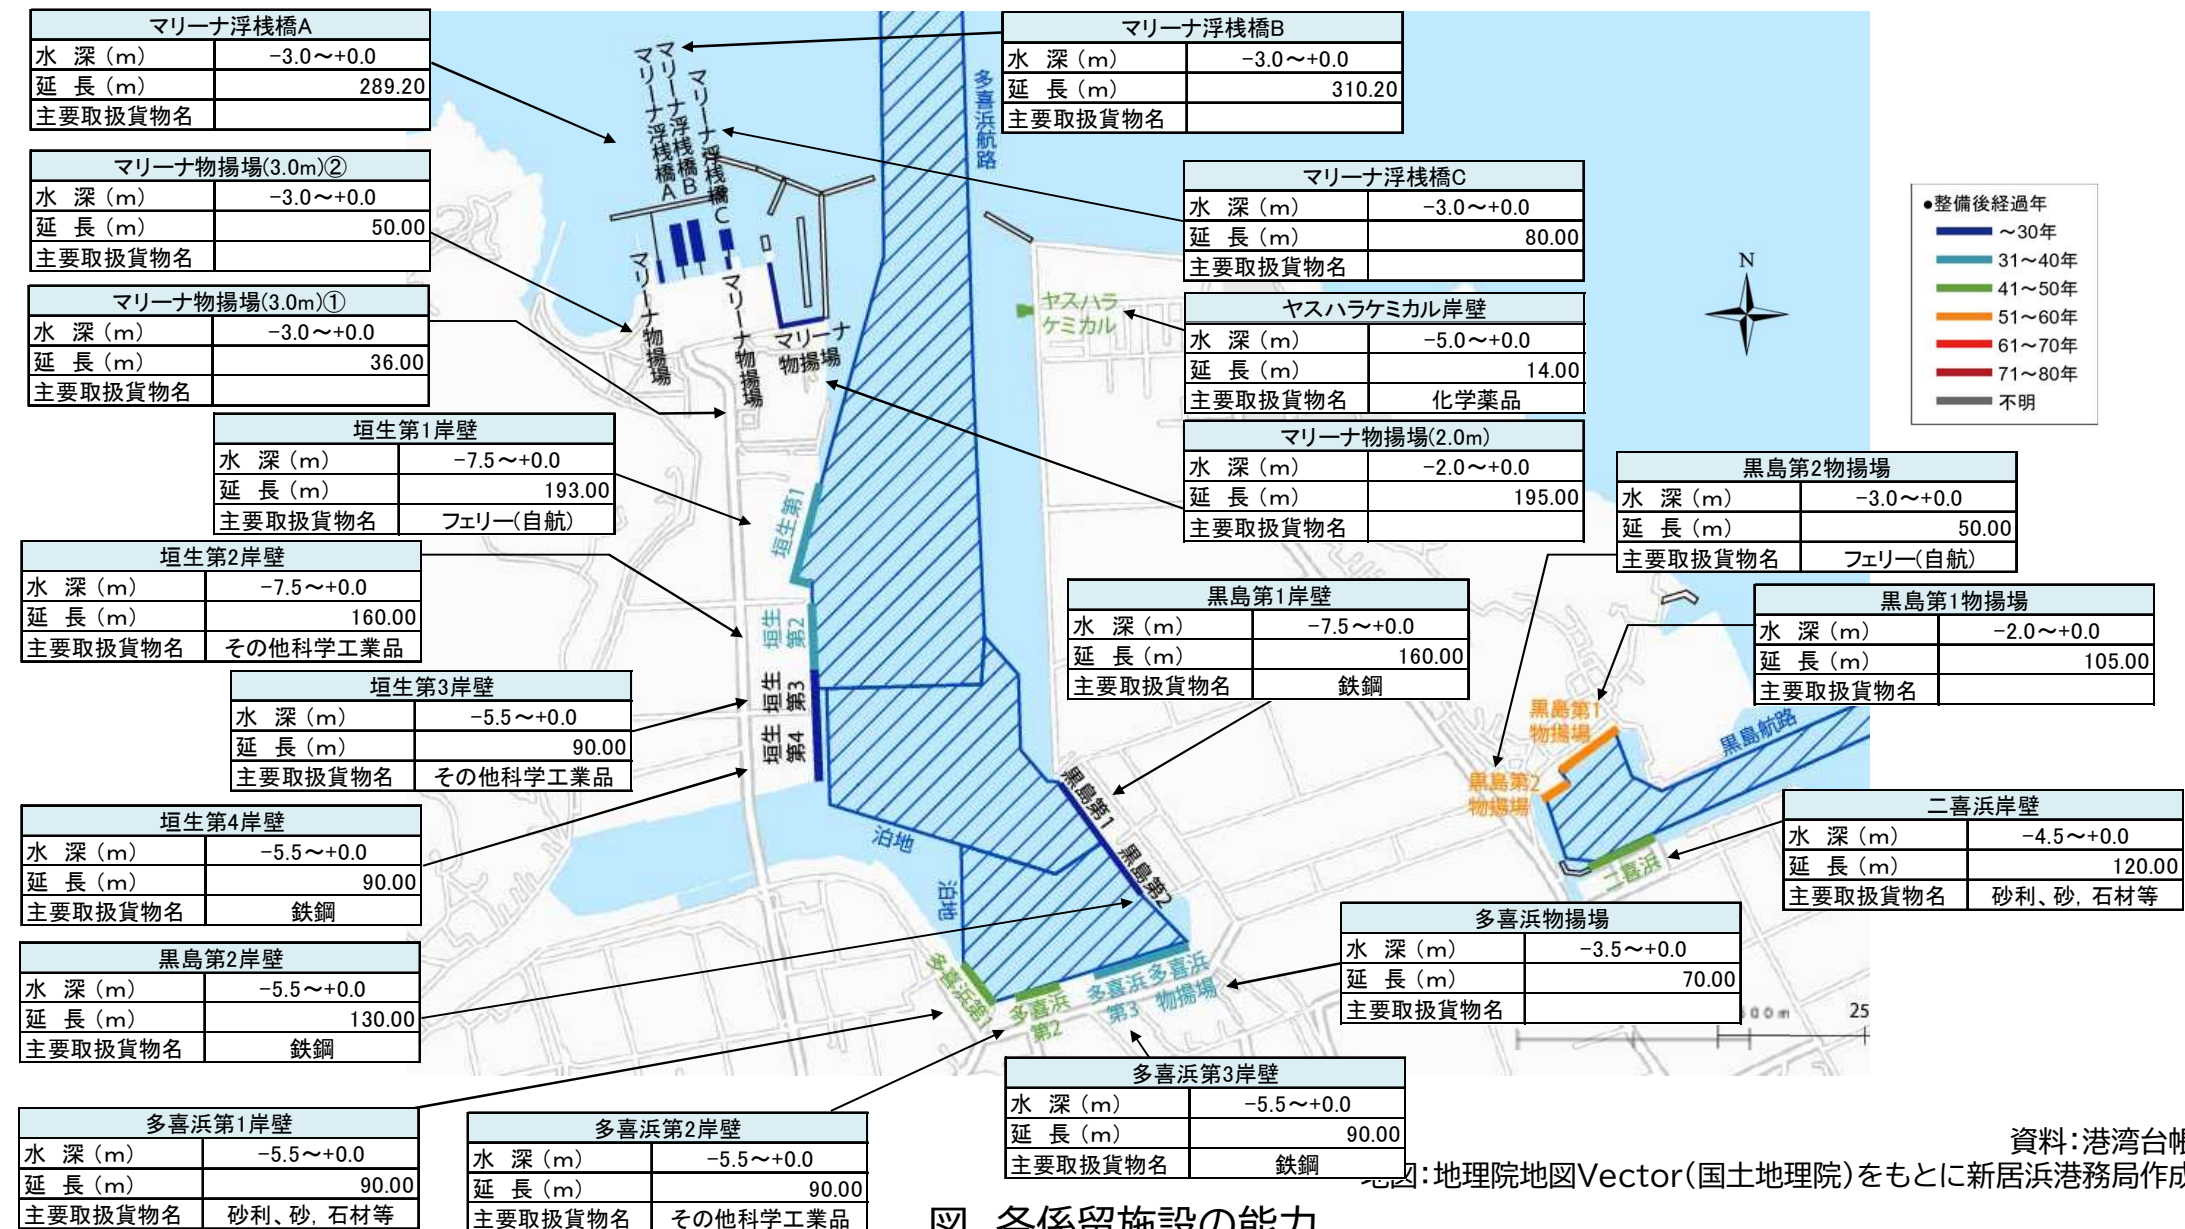 マリーナ浮桟橋A
水 深（m） -3.0～+0.0
延 長（m） 289.20
主要取扱貨物名
マリーナ浮桟橋B
水 深（m） -3.0～+0.0
延 長（m） 310.20
主要取扱貨物名
マリーナ物揚場(3.0m)②
水 深（m） -3.0～+0.0
延 長（m） 50.00
主要取扱貨物名
マリーナ浮桟橋C
水 深（m） -3.0～+0.0
延 長（m） 80.00
主要取扱貨物名
マリーナ物揚場(3.0m)①
水 深（m） -3.0～+0.0
延 長（m） 36.00
主要取扱貨物名
ヤスハラケミカル岸壁
水 深（m） -5.0～+0.0
延 長（m） 14.00
主要取扱貨物名 化学薬品
垣生第1岸壁
水 深（m） -7.5～+0.0
延 長（m） 193.00
主要取扱貨物名 フェリー(自航)
マリーナ物揚場(2.0m)
水 深（m） -2.0～+0.0
延 長（m） 195.00
主要取扱貨物名
黒島第2物揚場
水 深（m） -3.0～+0.0
延 長（m） 50.00
主要取扱貨物名 フェリー(自航)
垣生第2岸壁
水 深（m） -7.5～+0.0
延 長（m） 160.00
主要取扱貨物名 その他科学工業品
黒島第1岸壁
水 深（m） -7.5～+0.0
延 長（m） 160.00
主要取扱貨物名 鉄鋼
黒島第1物揚場
水 深（m） -2.0～+0.0
延 長（m） 105.00
主要取扱貨物名
垣生第3岸壁
水 深（m） -5.5～+0.0
延 長（m） 90.00
主要取扱貨物名 その他科学工業品
垣生第4岸壁
水 深（m） -5.5～+0.0
延 長（m） 90.00
主要取扱貨物名 鉄鋼
二喜浜岸壁
水 深（m） -4.5～+0.0
延 長（m） 120.00
主要取扱貨物名 砂利、砂，石材等
黒島第2岸壁
水 深（m） -5.5～+0.0
延 長（m） 130.00
主要取扱貨物名 鉄鋼
多喜浜物揚場
水 深（m） -3.5～+0.0
延 長（m） 70.00
主要取扱貨物名
多喜浜第3岸壁
水 深（m） -5.5～+0.0
延 長（m） 90.00
主要取扱貨物名 鉄鋼
多喜浜第1岸壁
水 深（m） -5.5～+0.0
延 長（m） 90.00
主要取扱貨物名 砂利、砂，石材等
多喜浜第2岸壁
水 深（m） -5.5～+0.0
延 長（m） 90.00
主要取扱貨物名 その他科学工業品
●整備後経過年
～30年
31～40年
41～50年
51～60年
61～70年
71～80年
不明
N
マリーナ浮桟橋A
マリーナ浮桟橋B
マリーナ浮桟橋C
多喜浜航路
マリーナ物揚場
マリーナ物揚場
マリーナ
物揚場
ヤスハラ
ケミカル
垣生第1
垣生
第2
垣生
第3
垣生
第4
泊地
泊地
黒島第1
黒島第2
黒島第1
物揚場
黒島第2
物揚場
黒島航路
二喜浜
多喜浜第1
多喜浜
第2
多喜浜
第3
多喜浜
物揚場
25
資料：港湾台帳
図：地理院地図Vector（国土地理院）をもとに新居浜港務局作成
図 各係留施設の能力